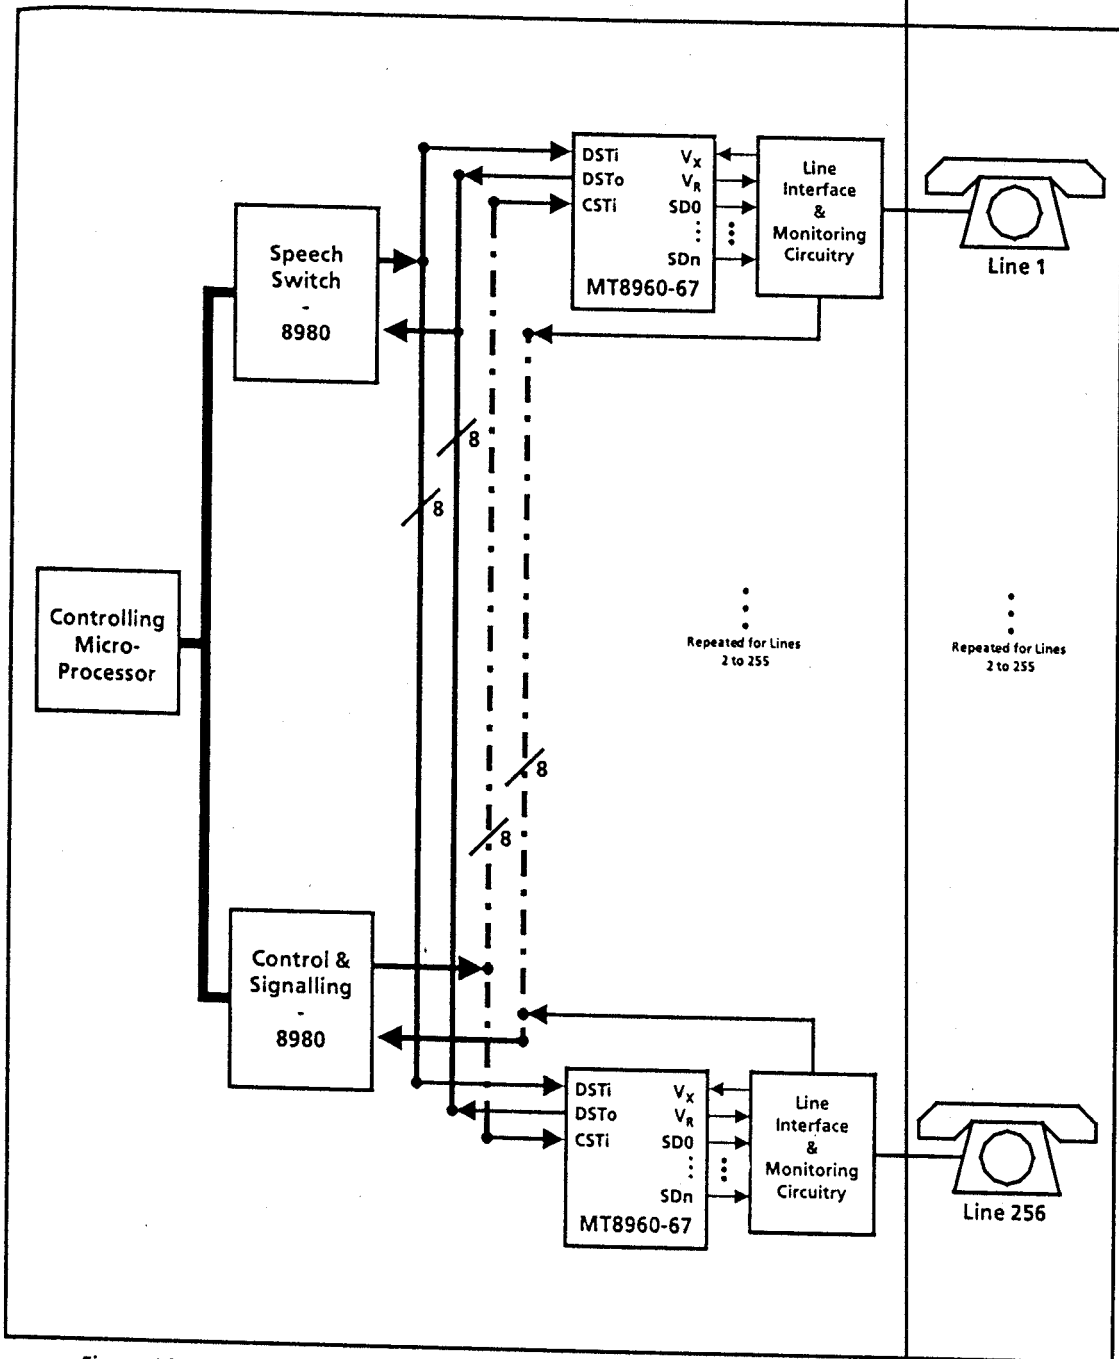 DSTi
DSTo
CSTi
VX
VR
SD0
SDn
MT8960-67
Line
Interface
&
Monitoring
Circuitry
Line 1
Speech
Switch
-
8980
8
8
Controlling
Micro-
Processor
Repeated for Lines
2 to 255
Repeated for Lines
2 to 255
8
8
Control &
Signalling
-
8980
DSTi
DSTo
CSTi
VX
VR
SD0
SDn
MT8960-67
Line
Interface
&
Monitoring
Circuitry
Line 256